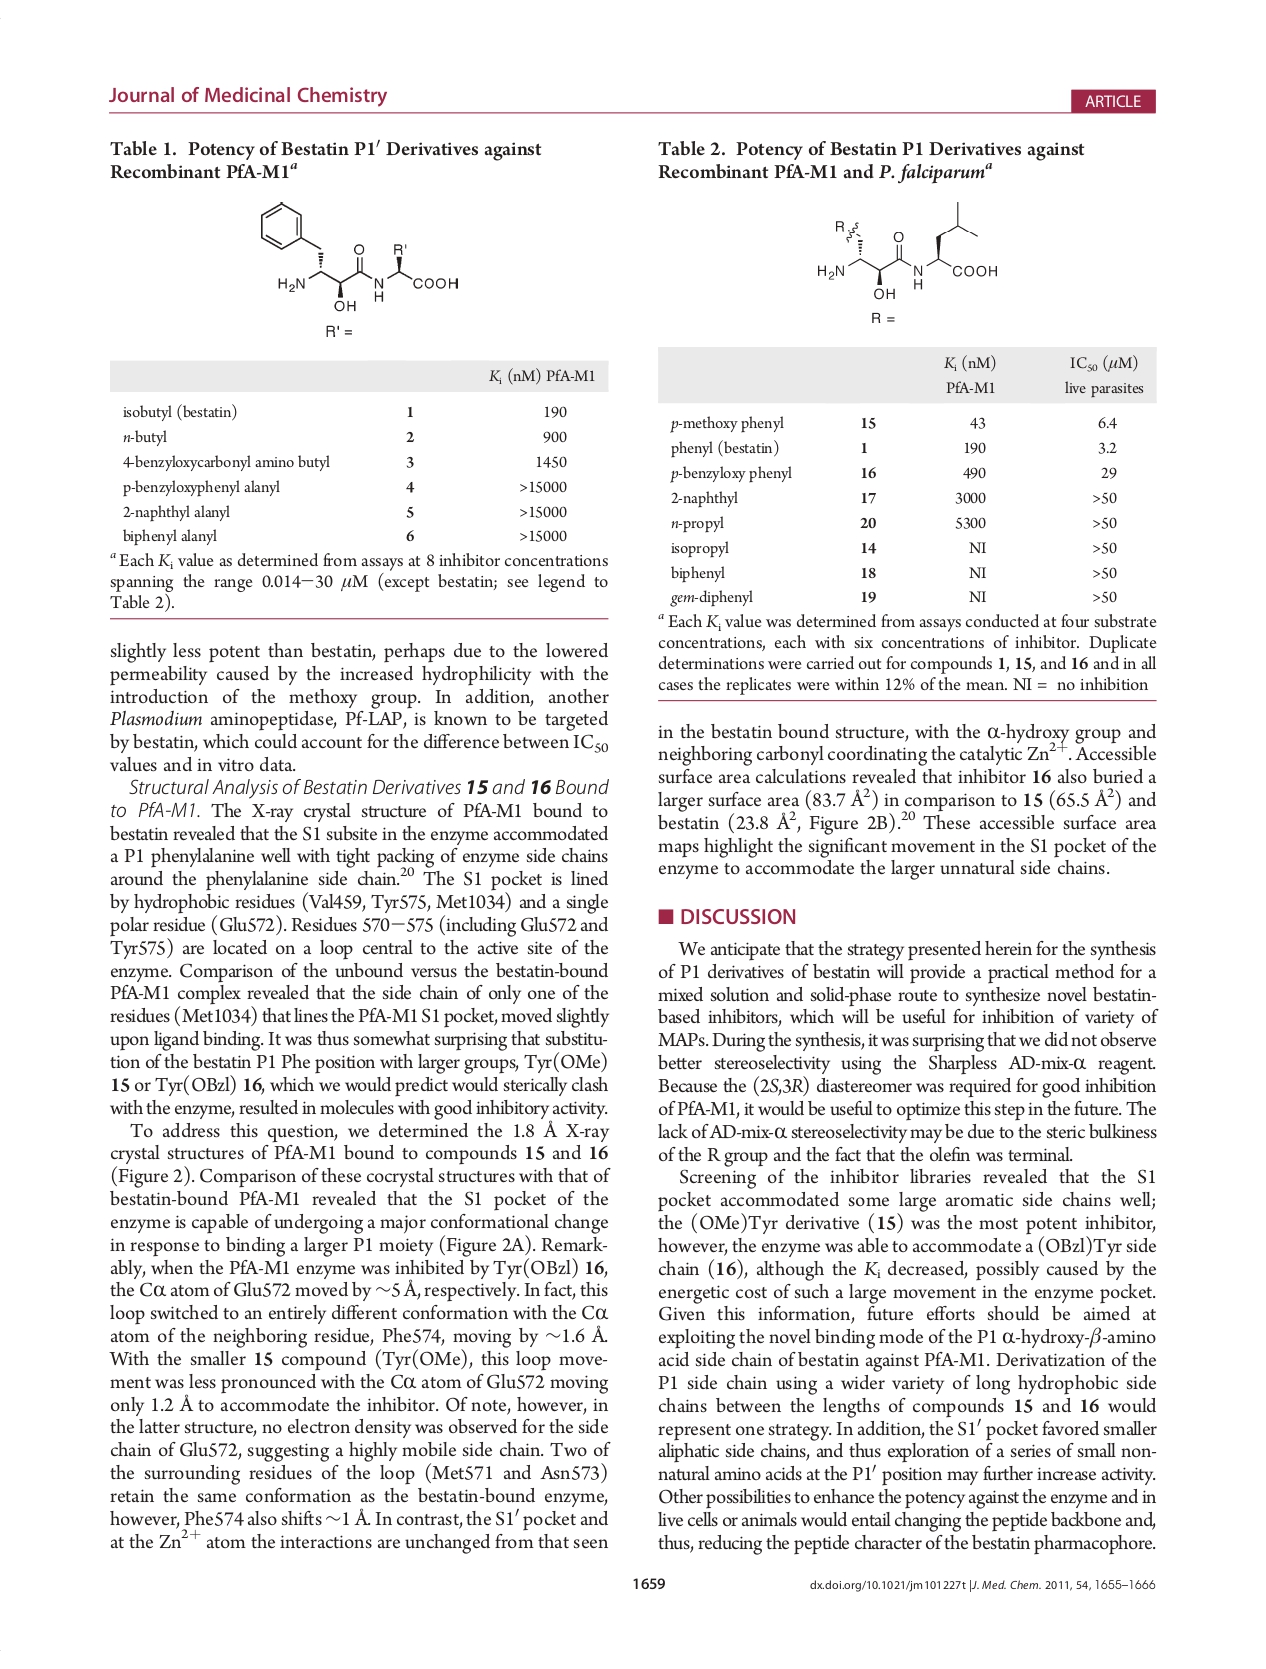 Journal of Medicinal Chemistry
ARTICLE
Table 1. Potency of Bestatin P1′ Derivatives against
Recombinant PfA-M1a
O
R'
H2N
N
H
COOH
OH
R' =
Ki (nM) PfA-M1
isobutyl (bestatin) 1 190
n-butyl 2 900
4-benzyloxycarbonyl amino butyl 3 1450
p-benzyloxyphenyl alanyl 4 >15000
2-naphthyl alanyl 5 >15000
biphenyl alanyl 6 >15000
a Each Ki value as determined from assays at 8 inhibitor concentrations
spanning the range 0.014−30 μM (except bestatin; see legend to
Table 2).
slightly less potent than bestatin, perhaps due to the lowered
permeability caused by the increased hydrophilicity with the
introduction of the methoxy group. In addition, another
Plasmodium aminopeptidase, Pf-LAP, is known to be targeted
by bestatin, which could account for the difference between IC50
values and in vitro data.
Structural Analysis of Bestatin Derivatives 15 and 16 Bound
to PfA-M1. The X-ray crystal structure of PfA-M1 bound to
bestatin revealed that the S1 subsite in the enzyme accommodated
a P1 phenylalanine well with tight packing of enzyme side chains
around the phenylalanine side chain.20 The S1 pocket is lined
by hydrophobic residues (Val459, Tyr575, Met1034) and a single
polar residue (Glu572). Residues 570−575 (including Glu572 and
Tyr575) are located on a loop central to the active site of the
enzyme. Comparison of the unbound versus the bestatin-bound
PfA-M1 complex revealed that the side chain of only one of the
residues (Met1034) that lines the PfA-M1 S1 pocket, moved slightly
upon ligand binding. It was thus somewhat surprising that substitu-
tion of the bestatin P1 Phe position with larger groups, Tyr(OMe)
15 or Tyr(OBzl) 16, which we would predict would sterically clash
with the enzyme, resulted in molecules with good inhibitory activity.
To address this question, we determined the 1.8 Å X-ray
crystal structures of PfA-M1 bound to compounds 15 and 16
(Figure 2). Comparison of these cocrystal structures with that of
bestatin-bound PfA-M1 revealed that the S1 pocket of the
enzyme is capable of undergoing a major conformational change
in response to binding a larger P1 moiety (Figure 2A). Remark-
ably, when the PfA-M1 enzyme was inhibited by Tyr(OBzl) 16,
the Cα atom of Glu572 moved by ∼5 Å, respectively. In fact, this
loop switched to an entirely different conformation with the Cα
atom of the neighboring residue, Phe574, moving by ∼1.6 Å.
With the smaller 15 compound (Tyr(OMe), this loop move-
ment was less pronounced with the Cα atom of Glu572 moving
only 1.2 Å to accommodate the inhibitor. Of note, however, in
the latter structure, no electron density was observed for the side
chain of Glu572, suggesting a highly mobile side chain. Two of
the surrounding residues of the loop (Met571 and Asn573)
retain the same conformation as the bestatin-bound enzyme,
however, Phe574 also shifts ∼1 Å. In contrast, the S1′ pocket and
at the Zn2+ atom the interactions are unchanged from that seen
Table 2. Potency of Bestatin P1 Derivatives against
Recombinant PfA-M1 and P. falciparuma
R
O
H2N
N
H
COOH
OH
R =
Ki (nM) IC50 (μM)
PfA-M1 live parasites
p-methoxy phenyl 15 43 6.4
phenyl (bestatin) 1 190 3.2
p-benzyloxy phenyl 16 490 29
2-naphthyl 17 3000 >50
n-propyl 20 5300 >50
isopropyl 14 NI >50
biphenyl 18 NI >50
gem-diphenyl 19 NI >50
a Each Ki value was determined from assays conducted at four substrate
concentrations, each with six concentrations of inhibitor. Duplicate
determinations were carried out for compounds 1, 15, and 16 and in all
cases the replicates were within 12% of the mean. NI = no inhibition
in the bestatin bound structure, with the α-hydroxy group and
neighboring carbonyl coordinating the catalytic Zn2+. Accessible
surface area calculations revealed that inhibitor 16 also buried a
larger surface area (83.7 Å2) in comparison to 15 (65.5 Å2) and
bestatin (23.8 Å2, Figure 2B).20 These accessible surface area
maps highlight the significant movement in the S1 pocket of the
enzyme to accommodate the larger unnatural side chains.
■ DISCUSSION
We anticipate that the strategy presented herein for the synthesis
of P1 derivatives of bestatin will provide a practical method for a
mixed solution and solid-phase route to synthesize novel bestatin-
based inhibitors, which will be useful for inhibition of variety of
MAPs. During the synthesis, it was surprising that we did not observe
better stereoselectivity using the Sharpless AD-mix-α reagent.
Because the (2S,3R) diastereomer was required for good inhibition
of PfA-M1, it would be useful to optimize this step in the future. The
lack of AD-mix-α stereoselectivity may be due to the steric bulkiness
of the R group and the fact that the olefin was terminal.
Screening of the inhibitor libraries revealed that the S1
pocket accommodated some large aromatic side chains well;
the (OMe)Tyr derivative (15) was the most potent inhibitor,
however, the enzyme was able to accommodate a (OBzl)Tyr side
chain (16), although the Ki decreased, possibly caused by the
energetic cost of such a large movement in the enzyme pocket.
Given this information, future efforts should be aimed at
exploiting the novel binding mode of the P1 α-hydroxy-β-amino
acid side chain of bestatin against PfA-M1. Derivatization of the
P1 side chain using a wider variety of long hydrophobic side
chains between the lengths of compounds 15 and 16 would
represent one strategy. In addition, the S1′ pocket favored smaller
aliphatic side chains, and thus exploration of a series of small non-
natural amino acids at the P1′ position may further increase activity.
Other possibilities to enhance the potency against the enzyme and in
live cells or animals would entail changing the peptide backbone and,
thus, reducing the peptide character of the bestatin pharmacophore.
1659
dx.doi.org/10.1021/jm101227t |J. Med. Chem. 2011, 54, 1655–1666